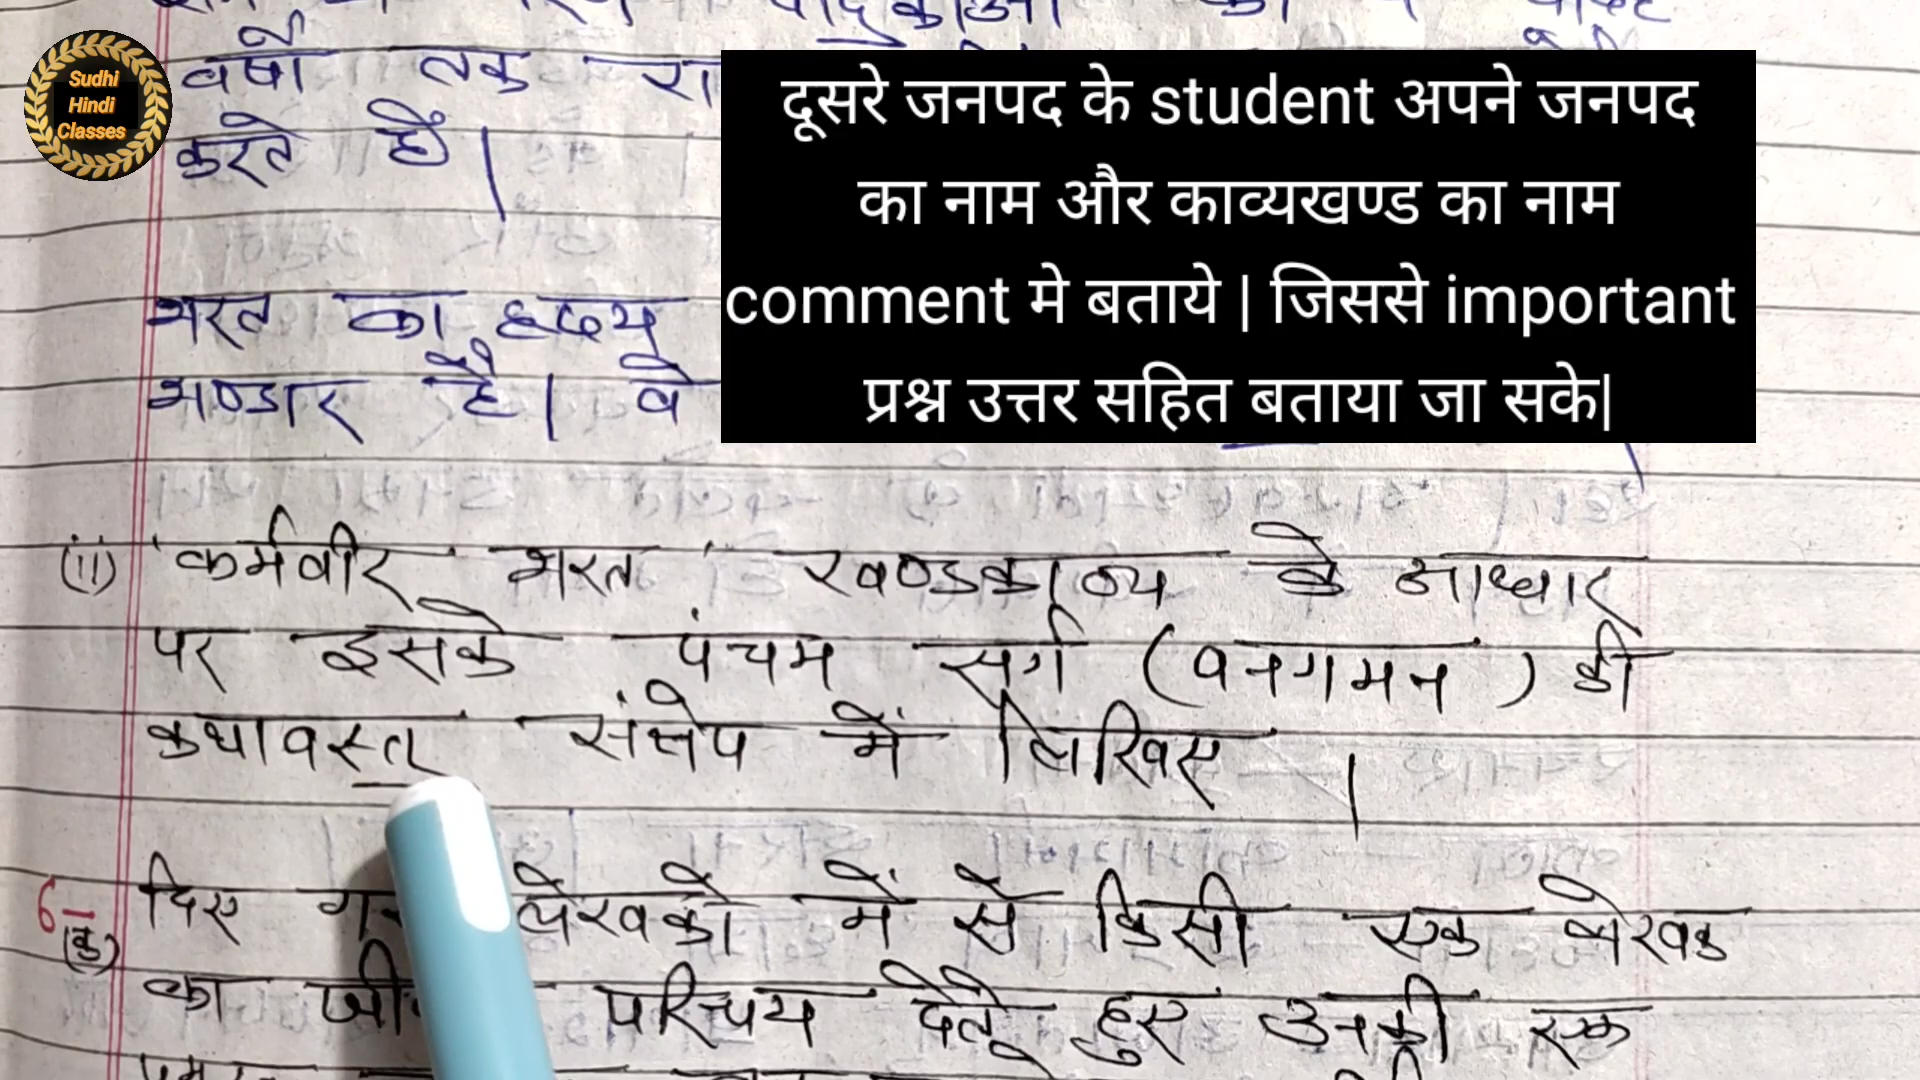 Sudhi
Hindi
Classes
वर्षों तक रा
करते हैं|
दूसरे जनपद के student अपने जनपद
का नाम और काव्यखण्ड का नाम
comment मे बताये | जिससे important
प्रश्न उत्तर सहित बताया जा सके|
भरत का हृदय
भण्डार है| वे
(ii) 'कर्मवीर भरत' खण्डकाव्य के आधार
पर इसके पंचम सर्ग (वनगमन) की
कथावस्तु संक्षेप में लिखिए |
6-
(क) दिए लेखकों में से किसी एक लेखक
का परिचय देते हुए उनकी एक